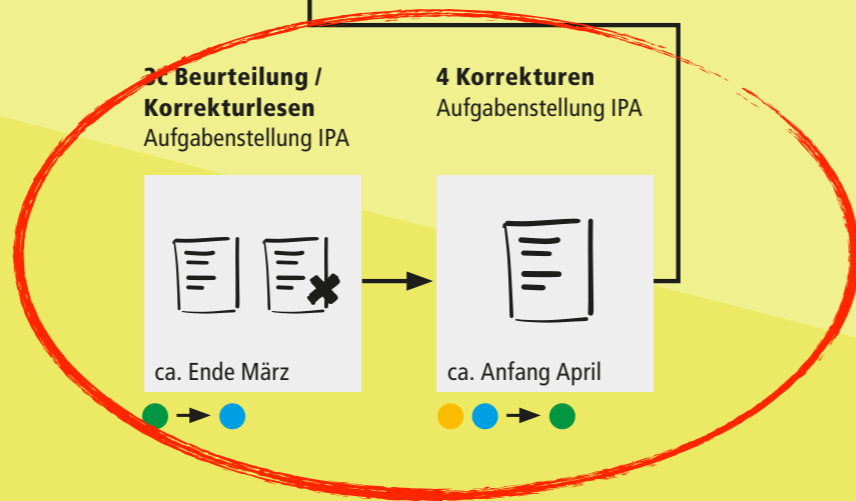 3c Beurteilung /
Korrekturlesen
Aufgabenstellung IPA
ca. Ende März
4 Korrekturen
Aufgabenstellung IPA
ca. Anfang April